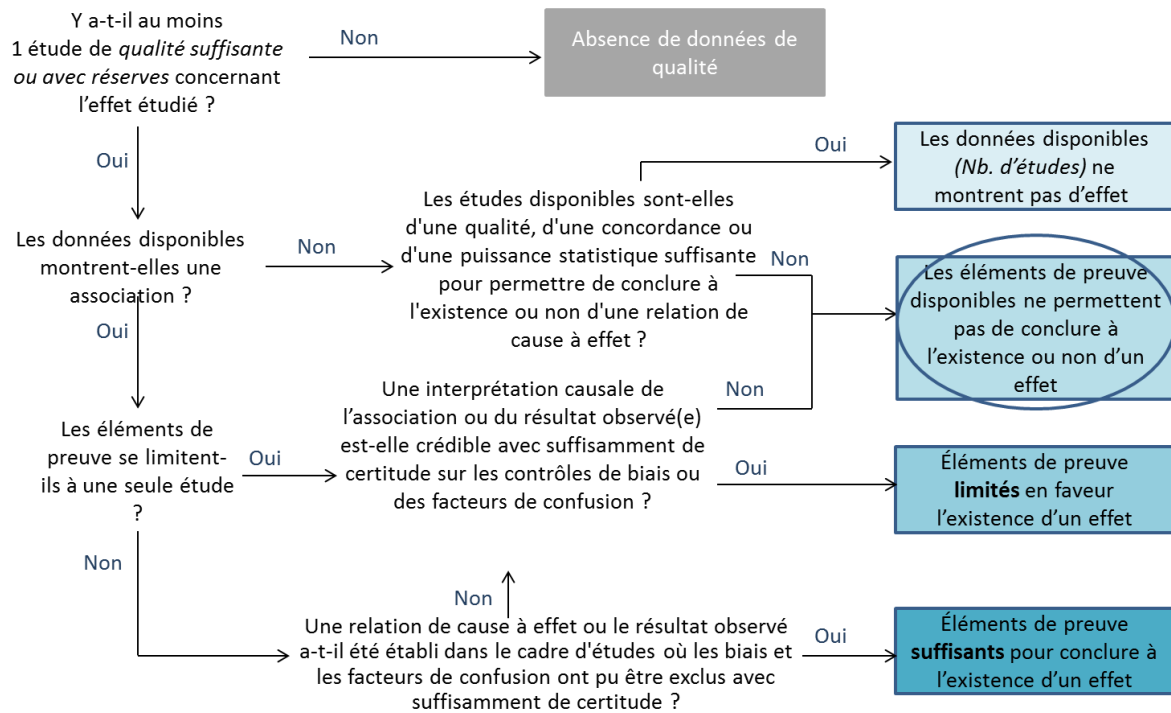 Y a-t-il au moins
1 étude de qualité suffisante
ou avec réserves concernant
l'effet étudié ?
Non
Absence de données de
qualité
Oui
Oui
Les données disponibles
(Nb. d'études) ne
montrent pas d'effet
Les données disponibles
montrent-elles une
association ?
Non
Les études disponibles sont-elles
d'une qualité, d'une concordance ou
d'une puissance statistique suffisante
pour permettre de conclure à
l'existence ou non d'une relation de
cause à effet ?
Non
Les éléments de preuve
disponibles ne permettent
pas de conclure à
l'existence ou non d'un
effet
Oui
Les éléments de
preuve se limitent-
ils à une seule étude
?
Oui
Une interprétation causale de
l'association ou du résultat observé(e)
est-elle crédible avec suffisamment de
certitude sur les contrôles de biais ou
des facteurs de confusion ?
Non
Oui
Éléments de preuve
limités en faveur
l'existence d'un effet
Non
Non
Une relation de cause à effet ou le résultat observé
a-t-il été établi dans le cadre d'études où les biais et
les facteurs de confusion ont pu être exclus avec
suffisamment de certitude ?
Oui
Éléments de preuve
suffisants pour conclure à
l'existence d'un effet